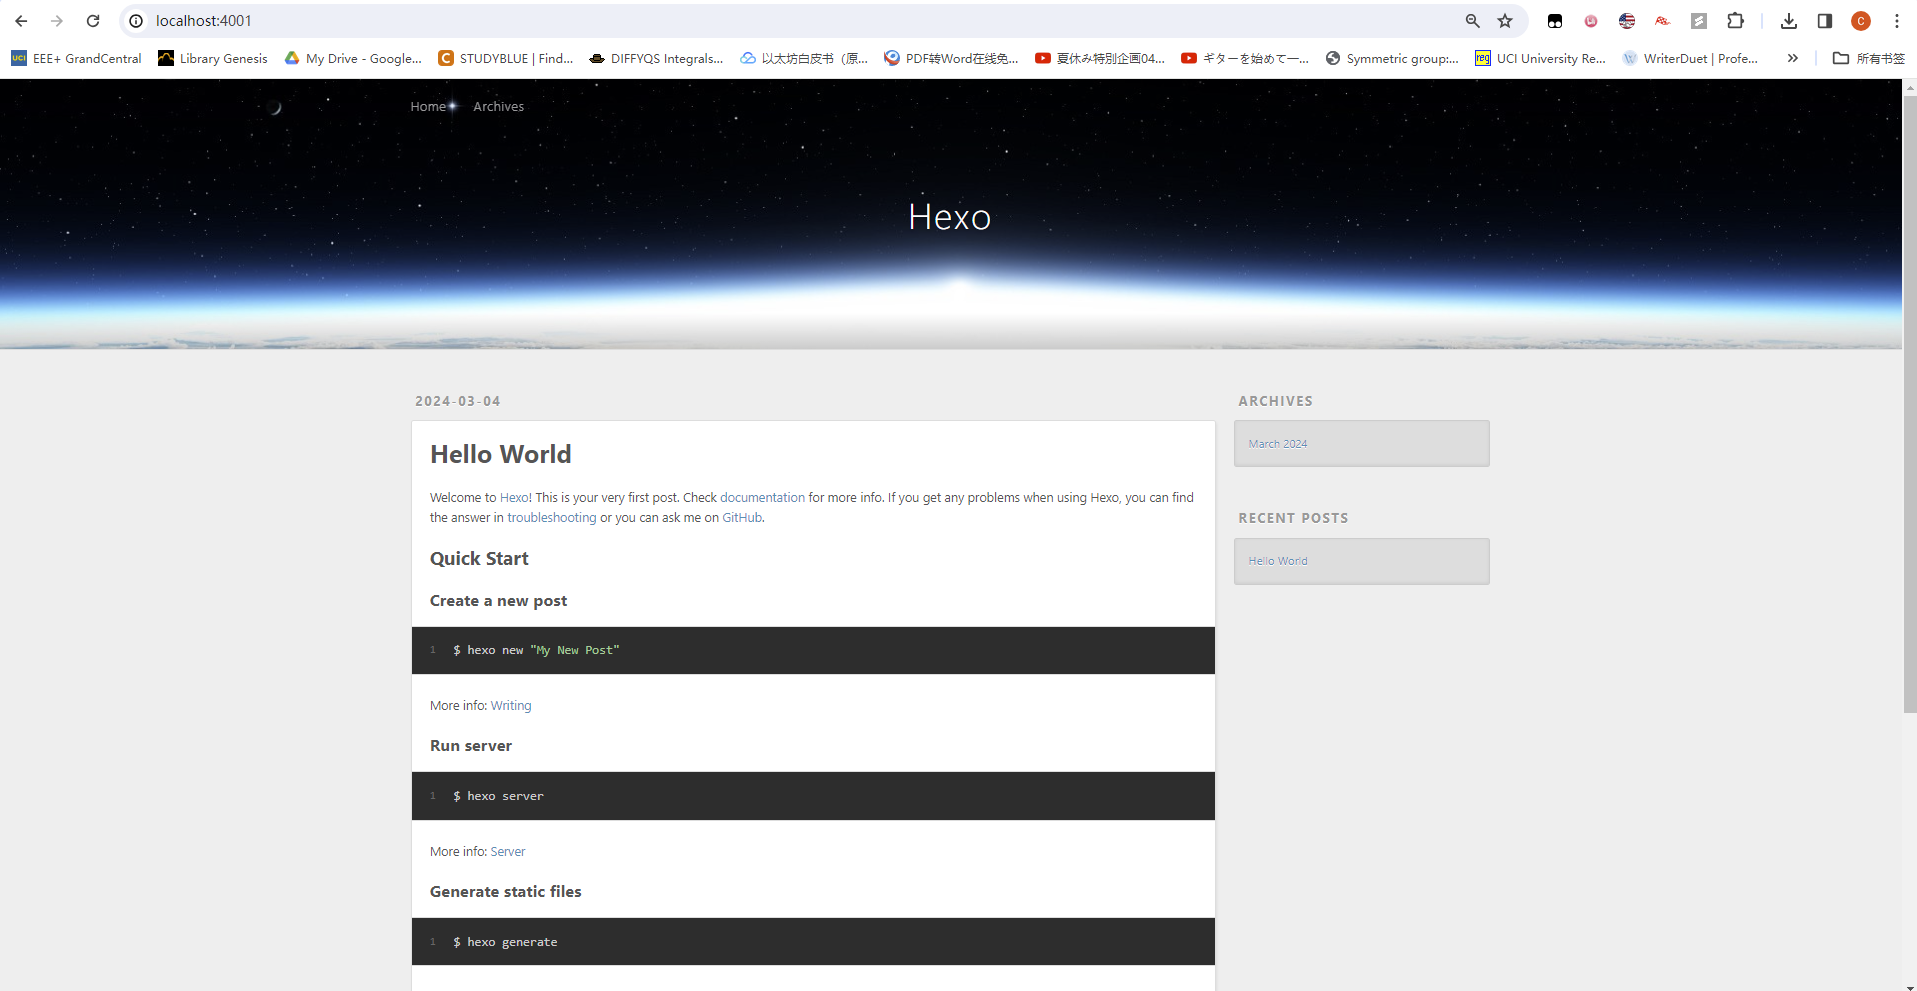 localhost:4001
C
UCI EEE+ GrandCentral
Library Genesis
My Drive - Google...
C STUDYBLUE | Find...
DIFFYQS Integrals...
以太坊白皮书（原...
PDF转Word在线免...
夏休み特別企画04...
ギターを始めて一...
Symmetric group:...
reg UCI University Re...
W WriterDuet | Profe...
所有书签
Home
Archives
Hexo
2024-03-04
Hello World
Welcome to Hexo! This is your very first post. Check documentation for more info. If you get any problems when using Hexo, you can find
the answer in troubleshooting or you can ask me on GitHub.
Quick Start
Create a new post
1 $ hexo new "My New Post"
More info: Writing
Run server
1 $ hexo server
More info: Server
Generate static files
1 $ hexo generate
ARCHIVES
March 2024
RECENT POSTS
Hello World